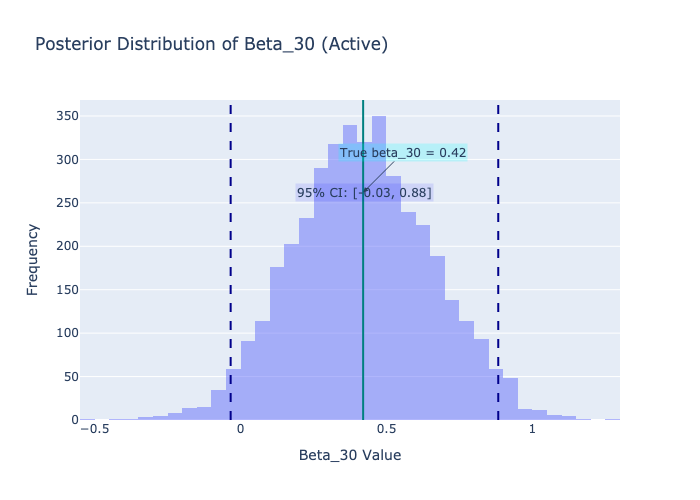 Posterior Distribution of Beta_30 (Active)
350
300
250
200
150
100
50
0
Frequency
True beta_30 = 0.42
95% CI: [-0.03, 0.88]
−0.5
0
0.5
1
Beta_30 Value